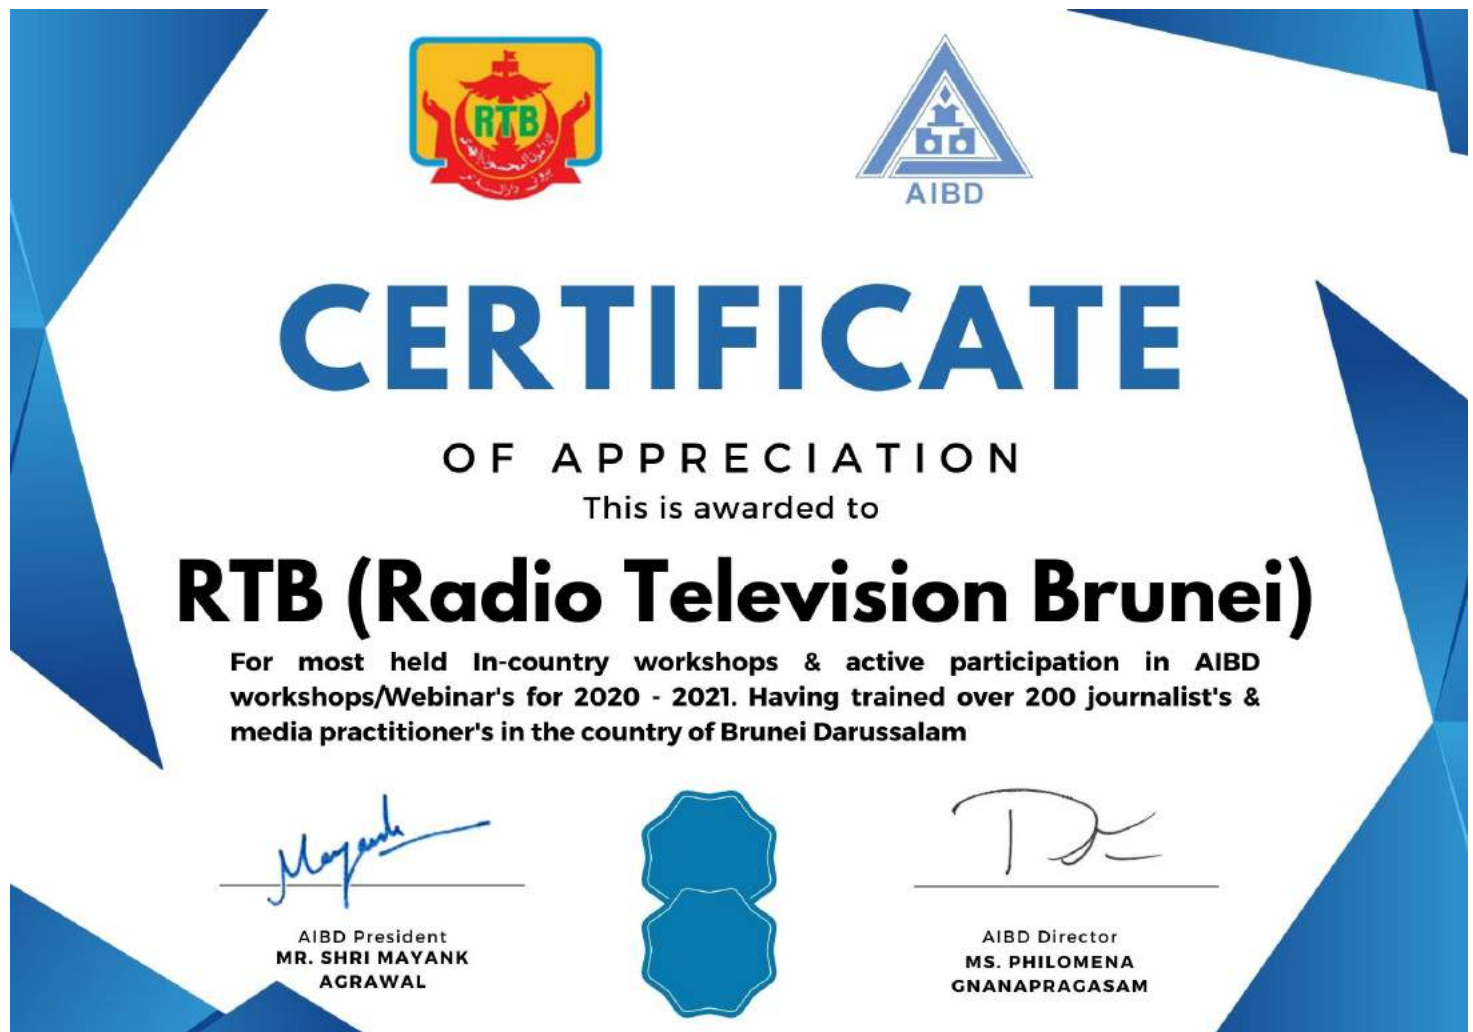 RTB
AIBD
CERTIFICATE
OF APPRECIATION
This is awarded to
RTB (Radio Television Brunei)
For most held In-country workshops & active participation in AIBD
workshops/Webinar's for 2020 - 2021. Having trained over 200 journalist's &
media practitioner's in the country of Brunei Darussalam
Mayank
AIBD President
MR. SHRI MAYANK
AGRAWAL
AIBD Director
MS. PHILOMENA
GNANAPRAGASAM